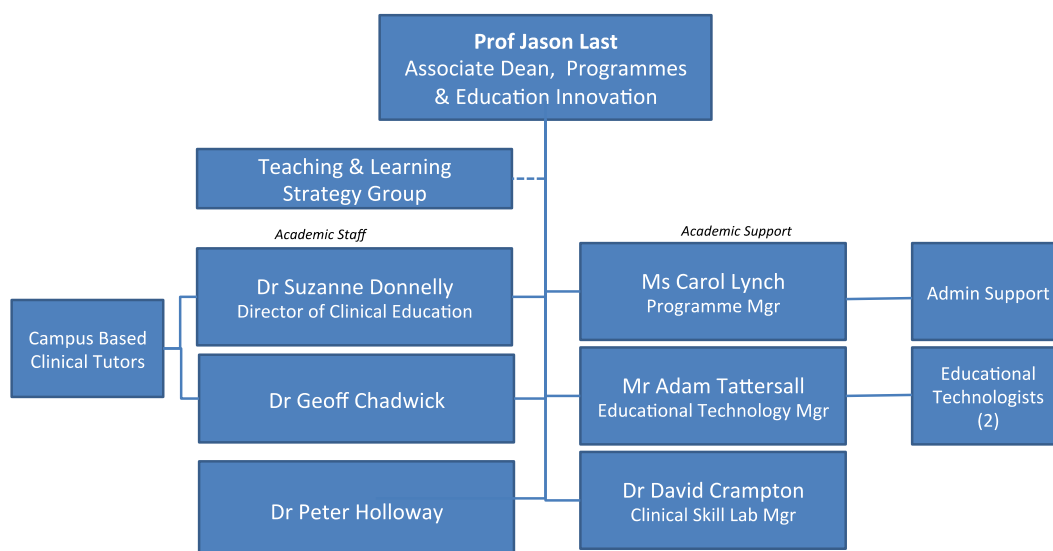 Prof Jason Last
Associate Dean, Programmes
& Education Innovation
Teaching & Learning
Strategy Group
Academic Staff
Academic Support
Dr Suzanne Donnelly
Director of Clinical Education
Ms Carol Lynch
Programme Mgr
Admin Support
Campus Based
Clinical Tutors
Dr Geoff Chadwick
Mr Adam Tattersall
Educational Technology Mgr
Educational
Technologists
(2)
Dr Peter Holloway
Dr David Crampton
Clinical Skill Lab Mgr